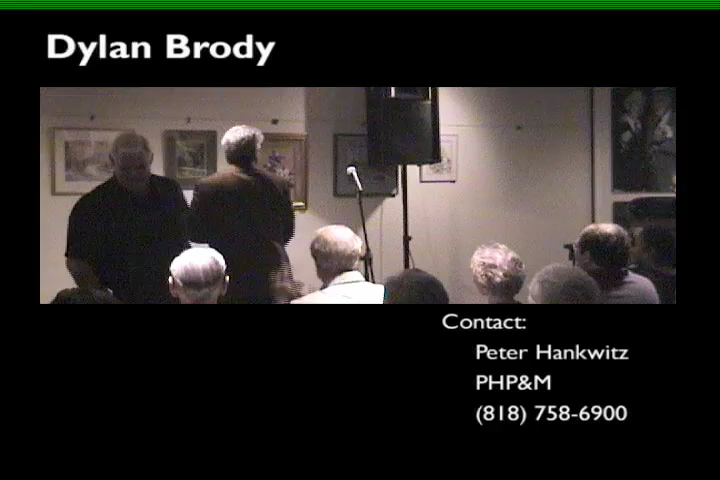 Dylan Brody
Contact:
Peter Hankwitz
PHP&M
(818) 758-6900